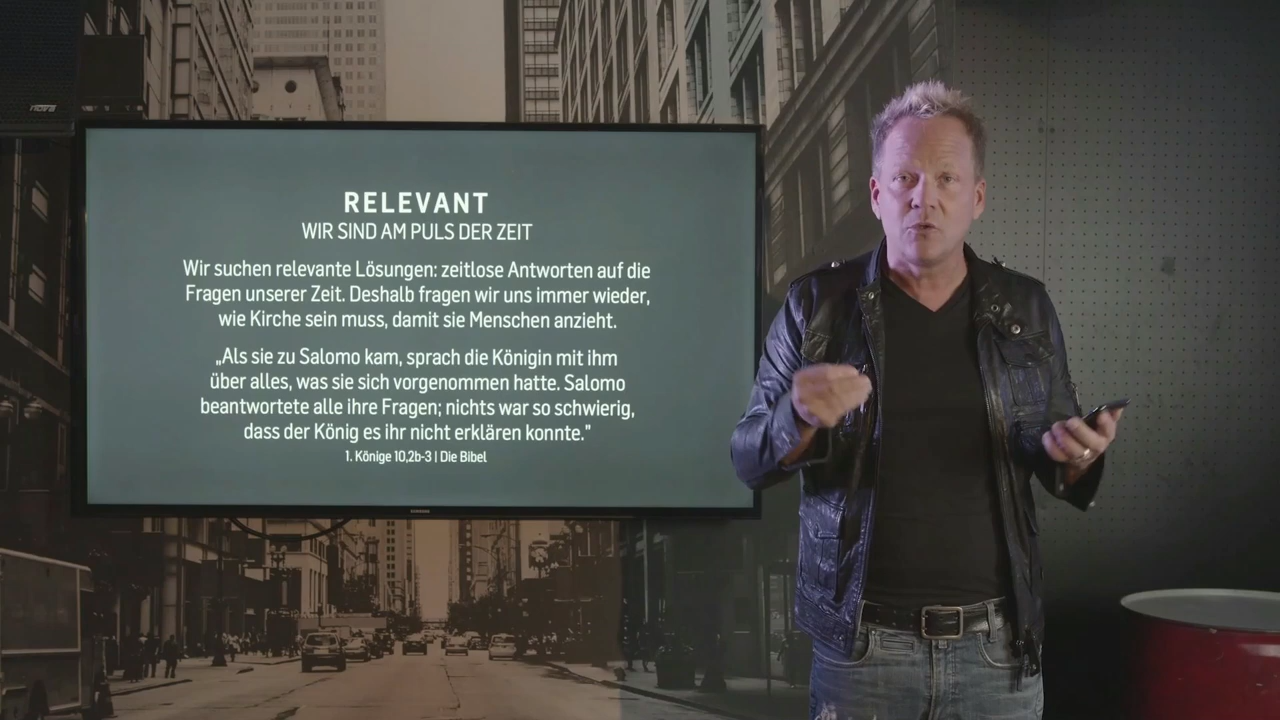 RELEVANT
WIR SIND AM PULS DER ZEIT
Wir suchen relevante Lösungen: zeitlose Antworten auf die
Fragen unserer Zeit. Deshalb fragen wir uns immer wieder,
wie Kirche sein muss, damit sie Menschen anzieht.
„Als sie zu Salomo kam, sprach die Königin mit ihm
über alles, was sie sich vorgenommen hatte. Salomo
beantwortete alle ihre Fragen; nichts war so schwierig,
dass der König es ihr nicht erklären konnte."
1. Könige 10,2b-3 | Die Bibel
SAMSUNG